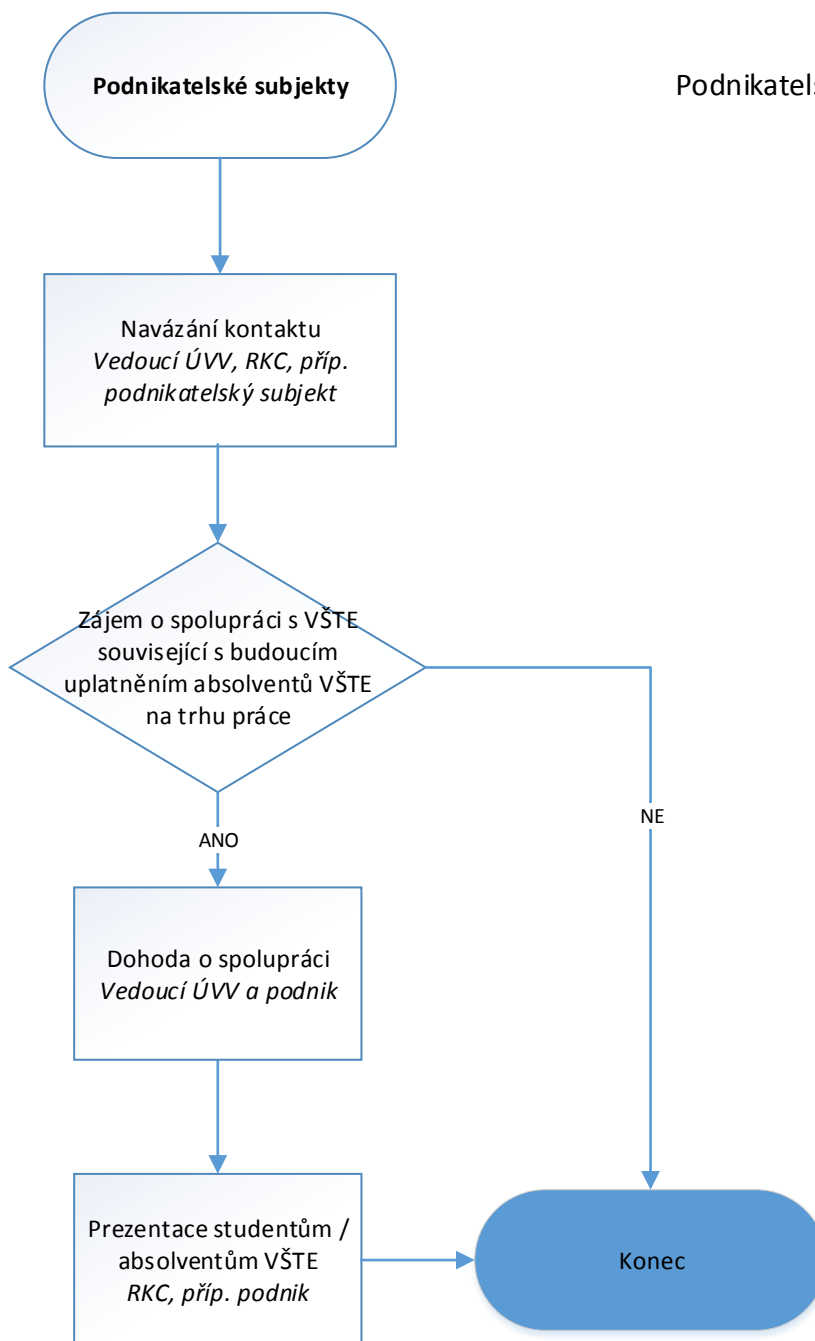 Podnikatelské subjekty
Podnikatels
Navázání kontaktu
Vedoucí ÚVV, RKC, příp.
podnikatelský subjekt
Zájem o spolupráci s VŠTE
související s budoucím
uplatněním absolventů VŠTE
na trhu práce
NE
ANO
Dohoda o spolupráci
Vedoucí ÚVV a podnik
Prezentace studentům /
absolventům VŠTE
RKC, příp. podnik
Konec